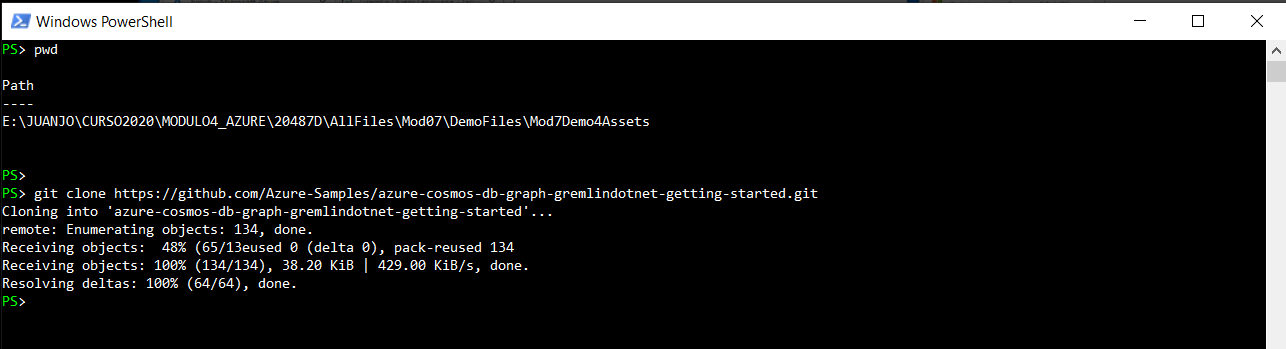 Windows PowerShell
PS> pwd
Path
----
E:\JUANJO\CURSO2020\MODULO4_AZURE\20487D\AllFiles\Mod07\DemoFiles\Mod7Demo4Assets
PS>
PS> git clone https://github.com/Azure-Samples/azure-cosmos-db-graph-gremlindotnet-getting-started.git
Cloning into 'azure-cosmos-db-graph-gremlindotnet-getting-started'...
remote: Enumerating objects: 134, done.
Receiving objects:  48% (65/13eused 0 (delta 0), pack-reused 134
Receiving objects: 100% (134/134), 38.20 KiB | 429.00 KiB/s, done.
Resolving deltas: 100% (64/64), done.
PS>